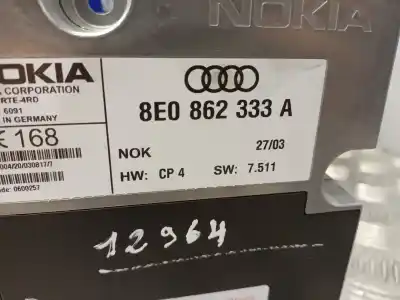 NOKIA
NOKIA
CORPORATION
RTE-4RD
6091
IN GERMANY
168
8E0 862 333 A
27/03
NOK
HW: CP 4 SW: 7.511
12964